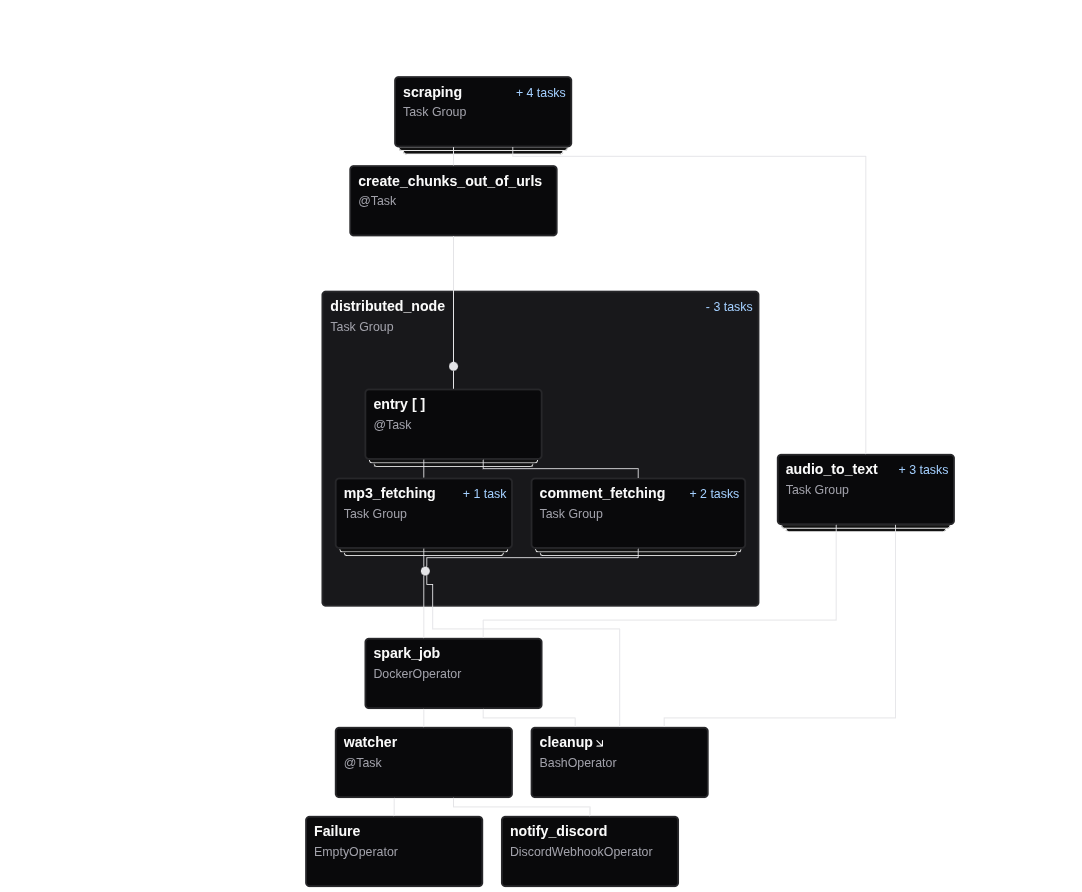 scraping + 4 tasks
Task Group
create_chunks_out_of_urls
@Task
distributed_node - 3 tasks
Task Group
entry [ ]
@Task
mp3_fetching + 1 task
Task Group
comment_fetching + 2 tasks
Task Group
audio_to_text + 3 tasks
Task Group
spark_job
DockerOperator
watcher
@Task
cleanup
BashOperator
Failure
EmptyOperator
notify_discord
DiscordWebhookOperator